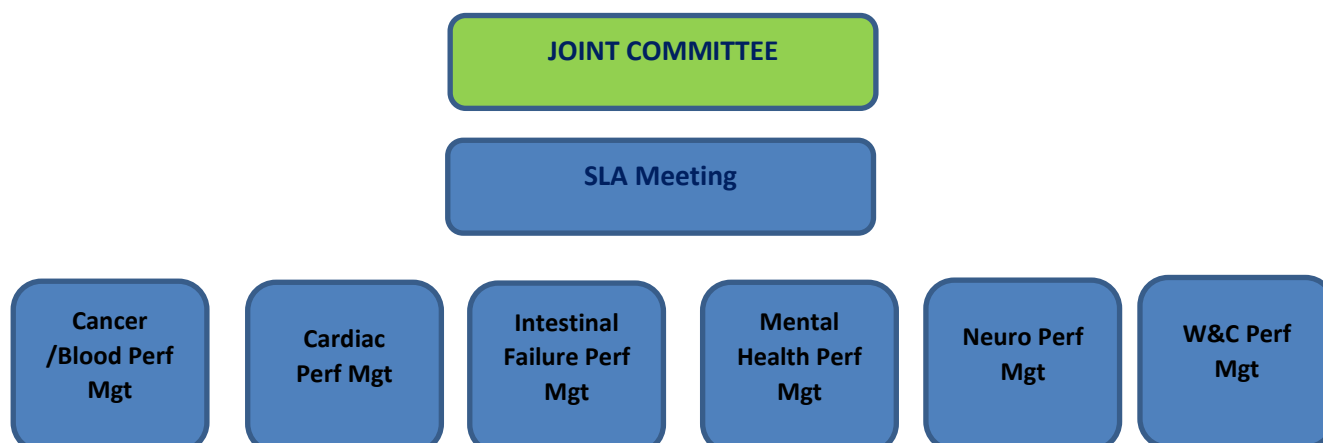 JOINT COMMITTEE
SLA Meeting
Cancer
/Blood Perf
Mgt
Cardiac
Perf Mgt
Intestinal
Failure Perf
Mgt
Mental
Health Perf
Mgt
Neuro Perf
Mgt
W&C Perf
Mgt